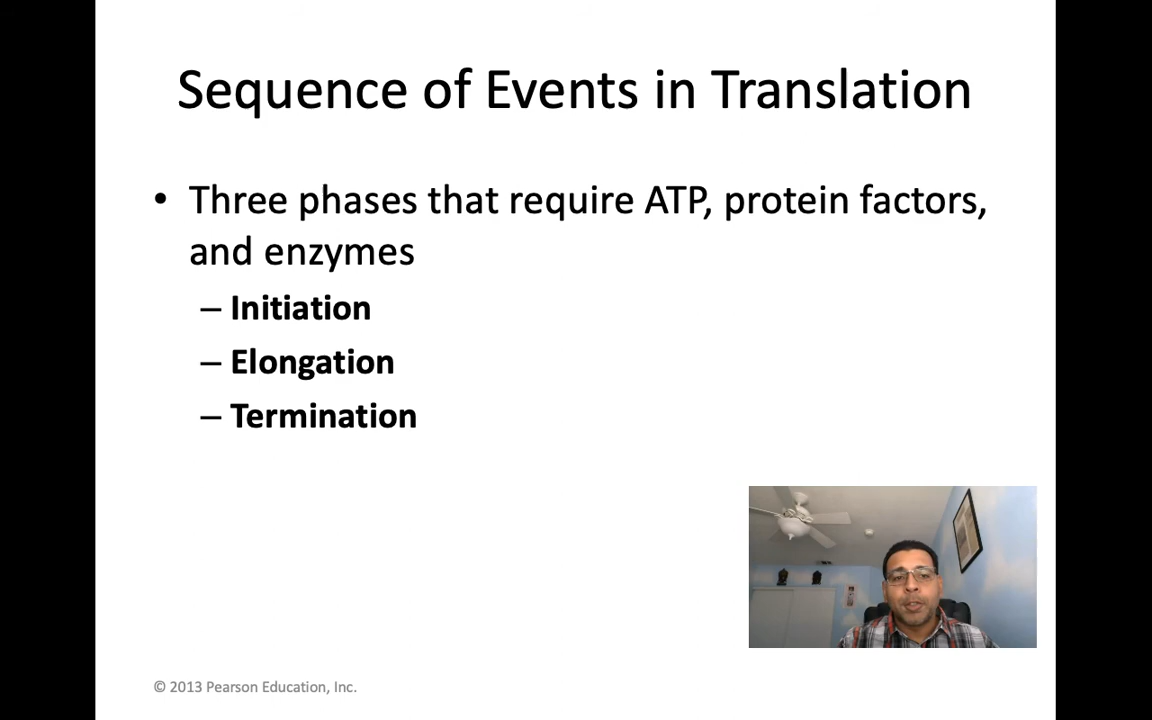 Sequence of Events in Translation
• Three phases that require ATP, protein factors,
and enzymes
– Initiation
– Elongation
– Termination
© 2013 Pearson Education, Inc.